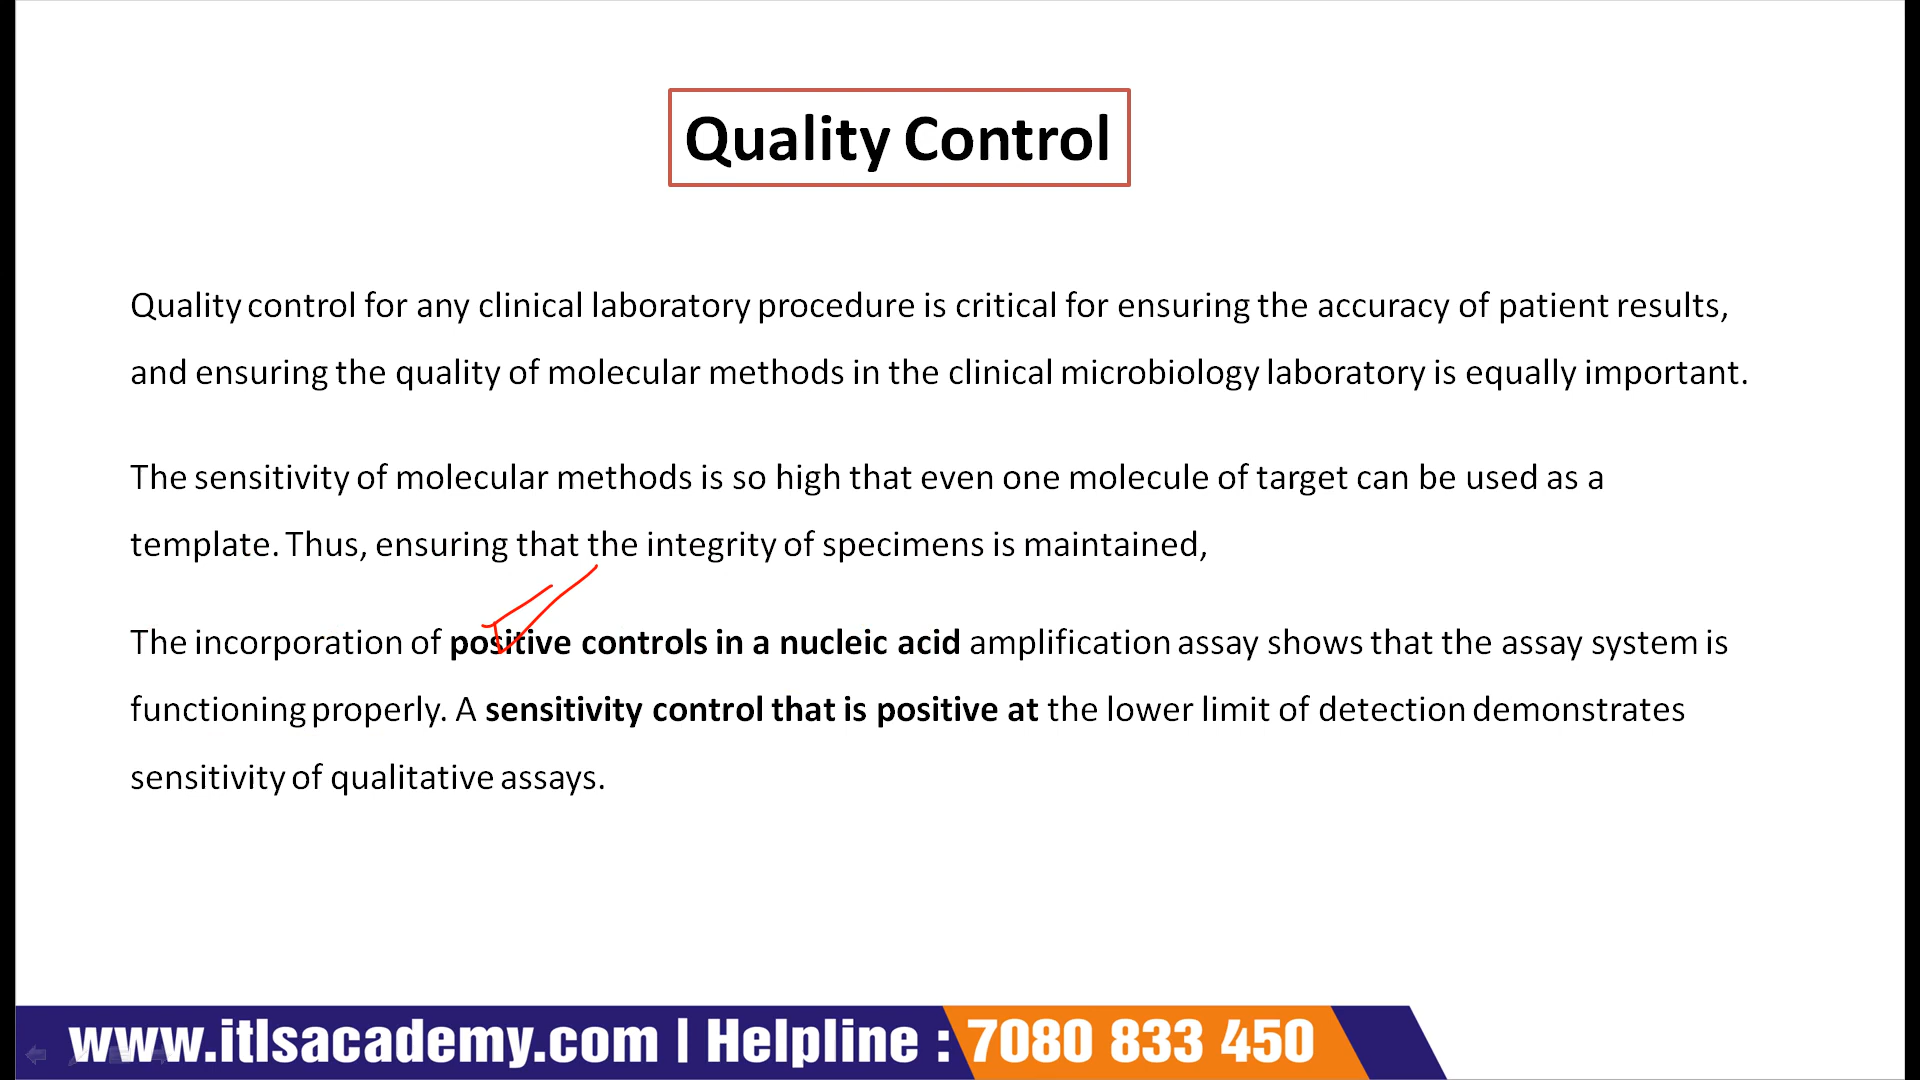 Quality Control
Quality control for any clinical laboratory procedure is critical for ensuring the accuracy of patient results,
and ensuring the quality of molecular methods in the clinical microbiology laboratory is equally important.
The sensitivity of molecular methods is so high that even one molecule of target can be used as a
template. Thus, ensuring that the integrity of specimens is maintained,
The incorporation of positive controls in a nucleic acid amplification assay shows that the assay system is
functioning properly. A sensitivity control that is positive at the lower limit of detection demonstrates
sensitivity of qualitative assays.
www.itlsacademy.com | Helpline : 7080 833 450